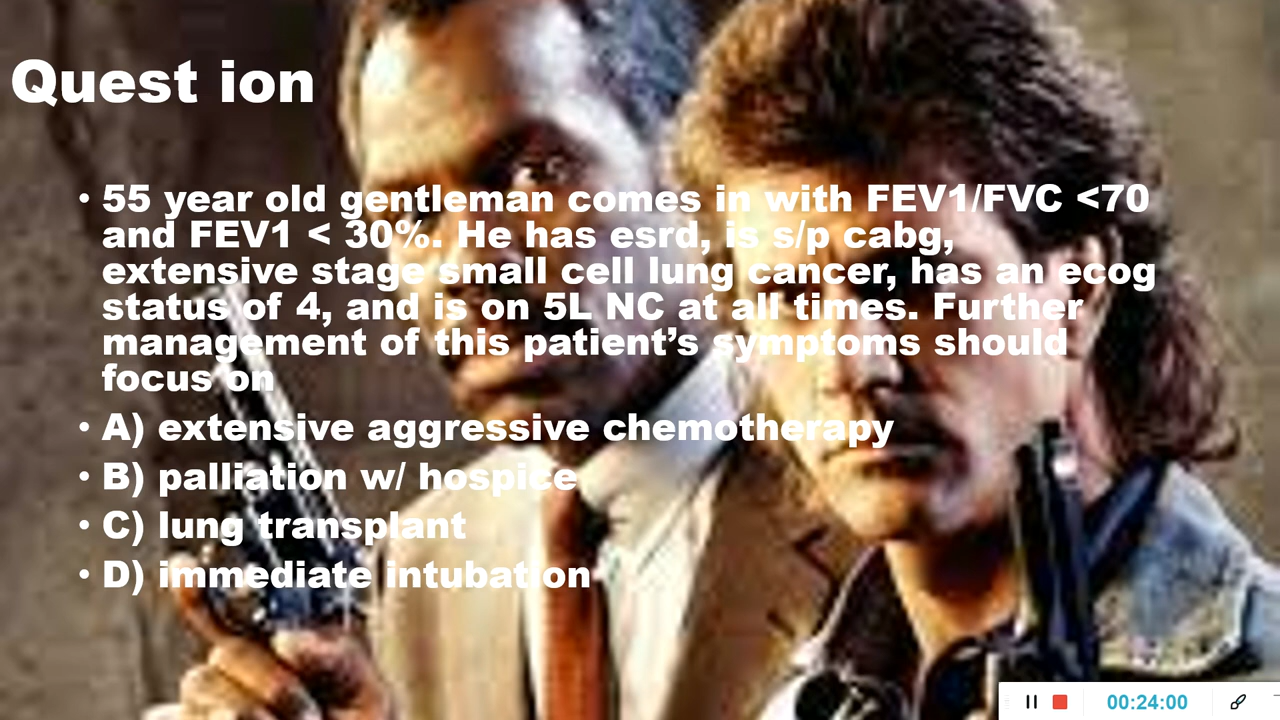 Quest ion
• 55 year old gentleman comes in with FEV1/FVC <70
and FEV1 < 30%. He has esrd, is s/p cabg,
extensive stage small cell lung cancer, has an ecog
status of 4, and is on 5L NC at all times. Further
management of this patient’s symptoms should
focus on
• A) extensive aggressive chemotherapy
• B) palliation w/ hospice
• C) lung transplant
• D) immediate intubation
00:24:00